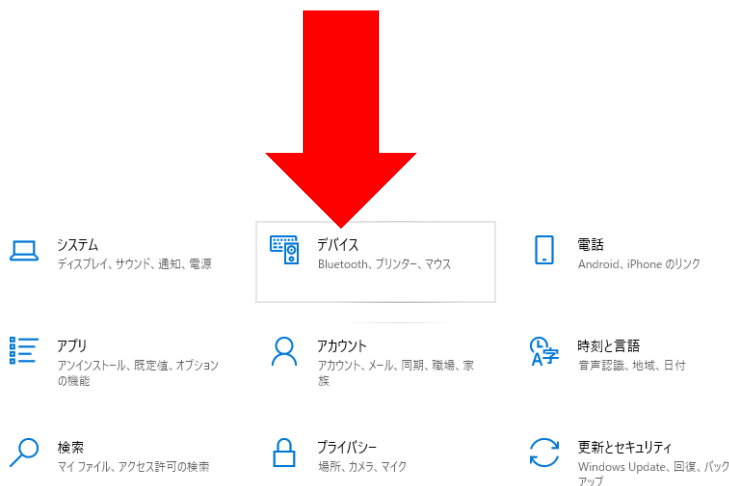 システム
ディスプレイ、サウンド、通知、電源
デバイス
Bluetooth、プリンター、マウス
電話
Android、iPhone のリンク
アプリ
アンインストール、既定値、オプション
の機能
アカウント
アカウント、メール、同期、職場、家
族
時刻と言語
音声認識、地域、日付
検索
マイ ファイル、アクセス許可の検索
プライバシー
場所、カメラ、マイク
更新とセキュリティ
Windows Update、回復、バック
アップ